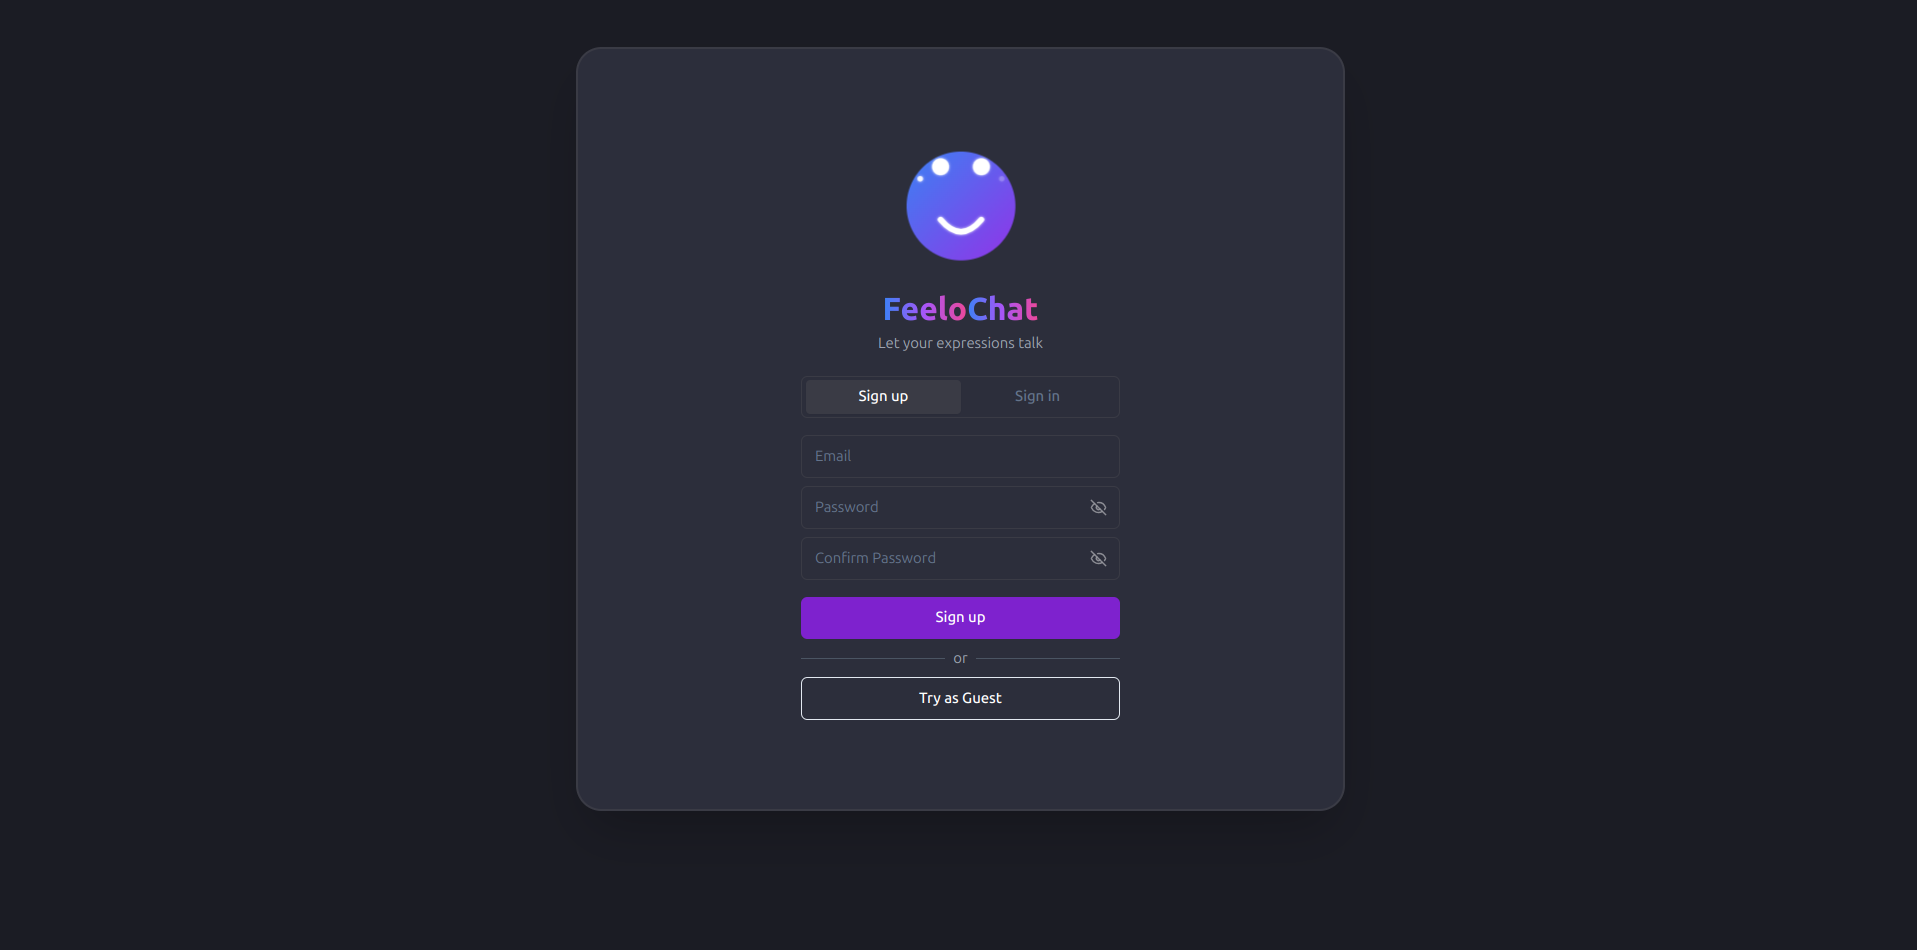 FeeloChat
Let your expressions talk
Sign up
Sign in
Email
Password
Confirm Password
Sign up
or
Try as Guest